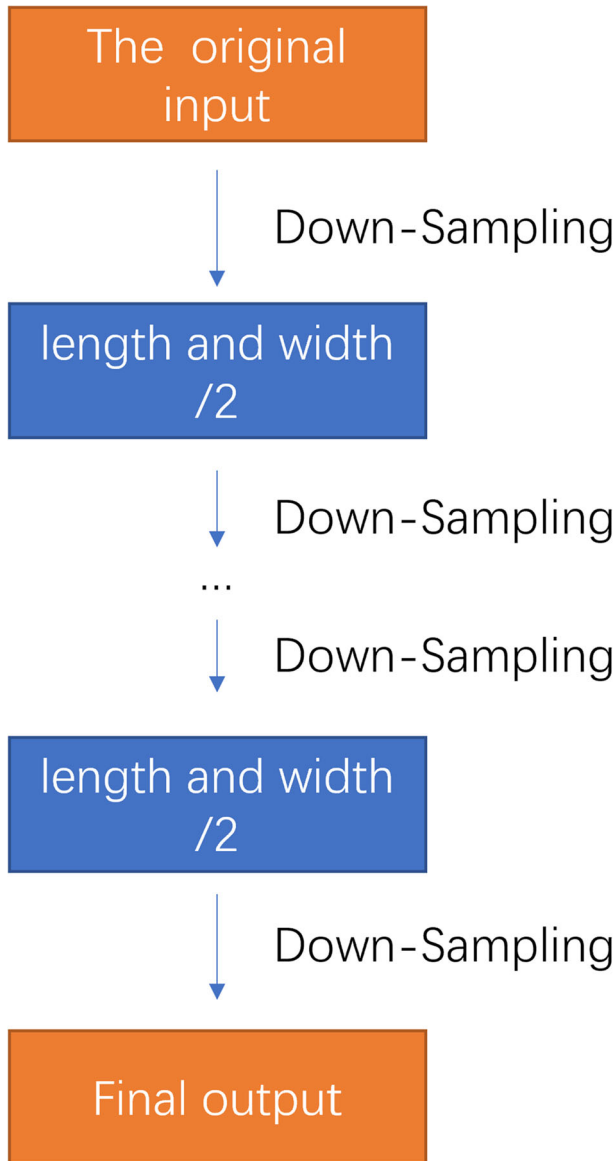 The original
input
Down-Sampling
length and width
/2
Down-Sampling
...
Down-Sampling
length and width
/2
Down-Sampling
Final output